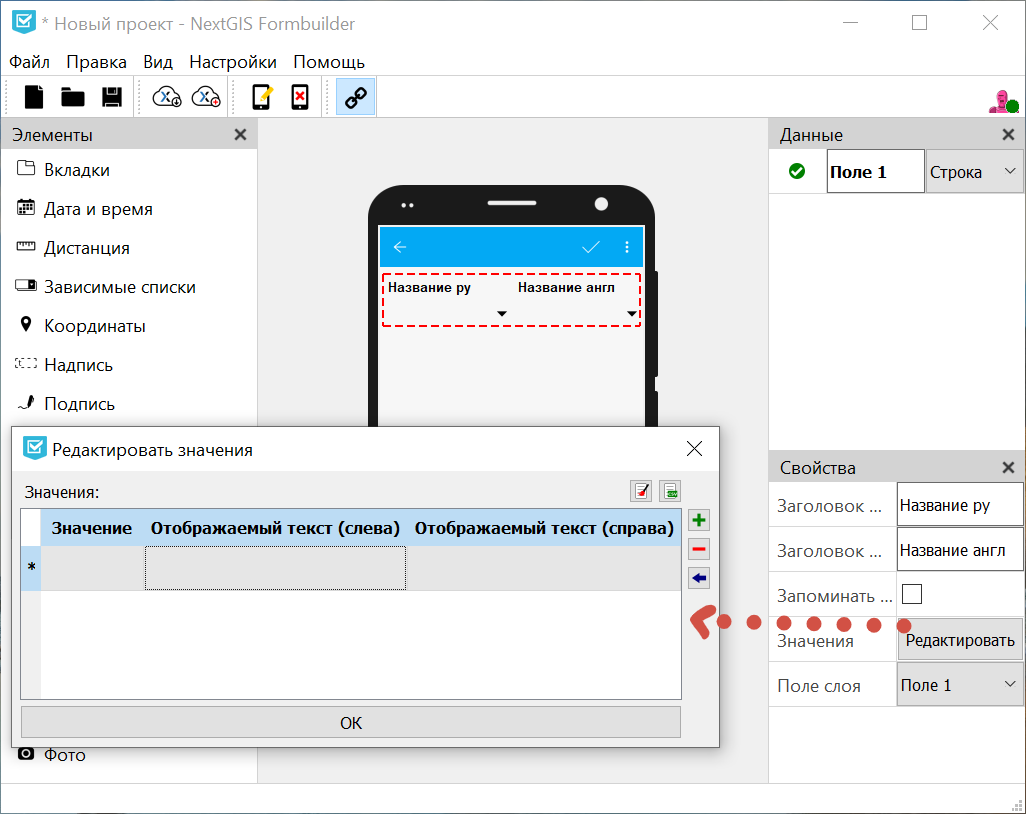 * Новый проект - NextGIS Formbuilder
Файл Правка Вид Настройки Помощь
Элементы
Вкладки
Дата и время
Дистанция
Зависимые списки
Координаты
Надпись
Подпись
Фото
Название ру Название англ
Данные
Поле 1 Строка
Редактировать значения
Значения:
Значение Отображаемый текст (слева) Отображаемый текст (справа)
*
ОК
Свойства
Заголовок ... Название ру
Заголовок ... Название англ
Запоминать ...
Значения Редактировать
Поле слоя Поле 1